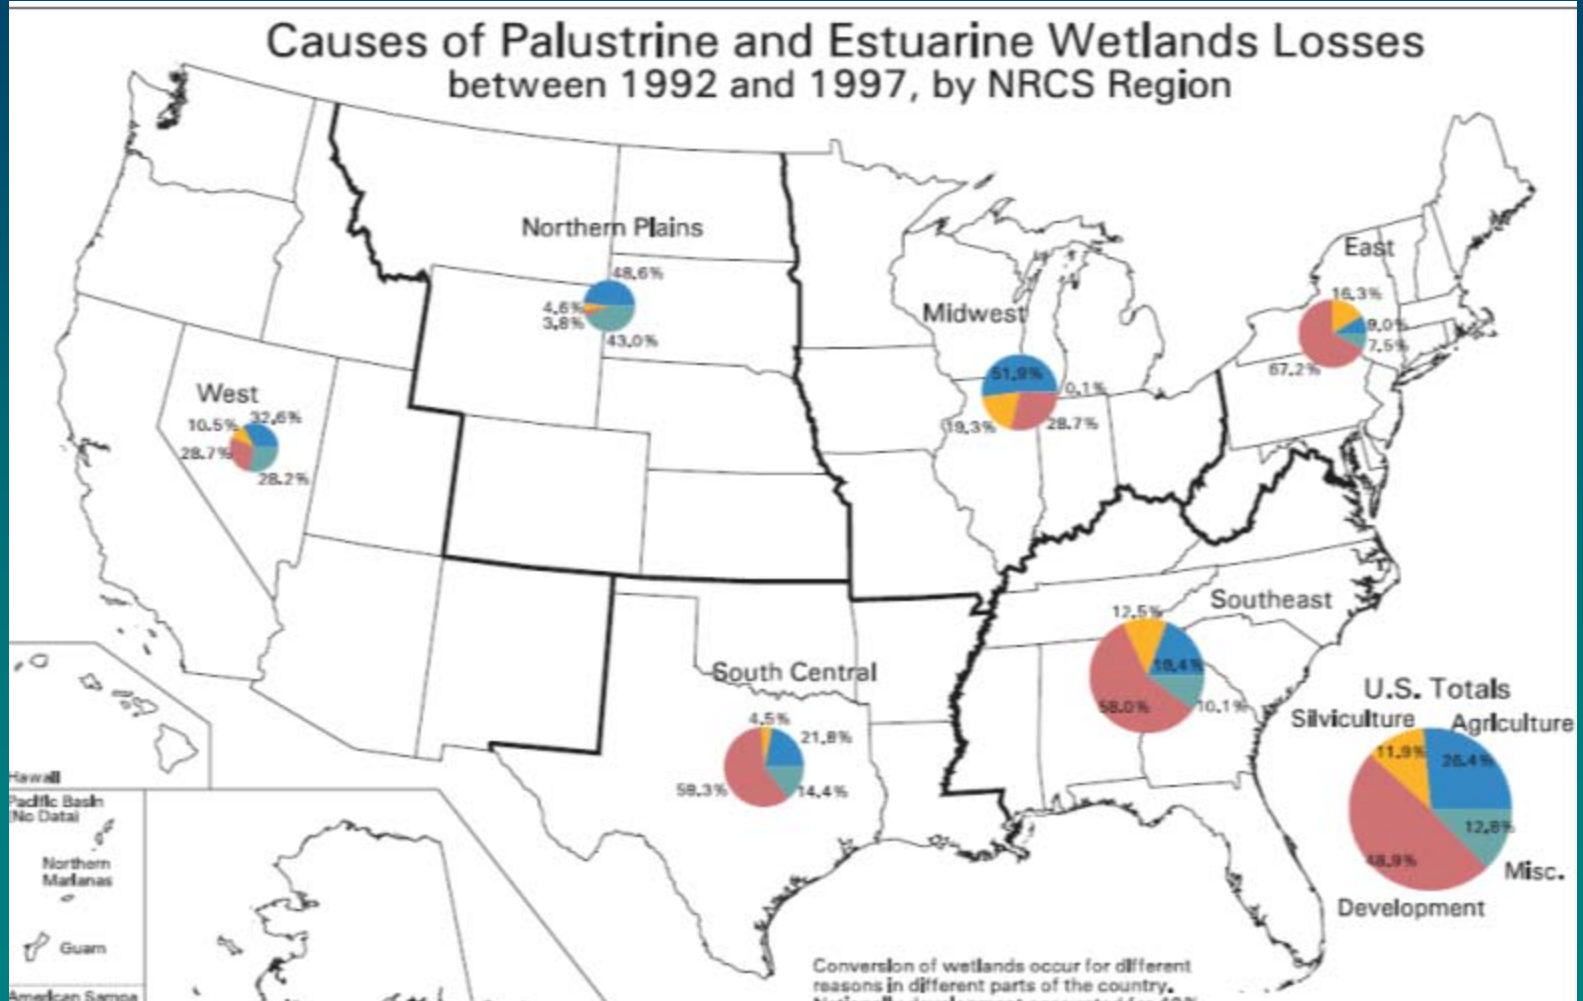 Causes of Palustrine and Estuarine Wetlands Losses
between 1992 and 1997, by NRCS Region
Northern Plains
48.6%
4.6%
3.8%
43.0%
East
16.3%
9.0%
7.5%
67.2%
Midwest
51.9%
0.1%
19.3%
28.7%
West
10.5%
32.6%
28.7%
28.2%
Southeast
12.5%
19.4%
58.0%
10.1%
South Central
4.5%
21.8%
59.3%
14.4%
U.S. Totals
Silviculture
Agriculture
11.9%
26.4%
12.8%
48.9%
Misc.
Development
Hawaii
Pacific Basin
(No Data)
Northern
Marianas
Guam
American Samoa
Conversion of wetlands occur for different
reasons in different parts of the country.